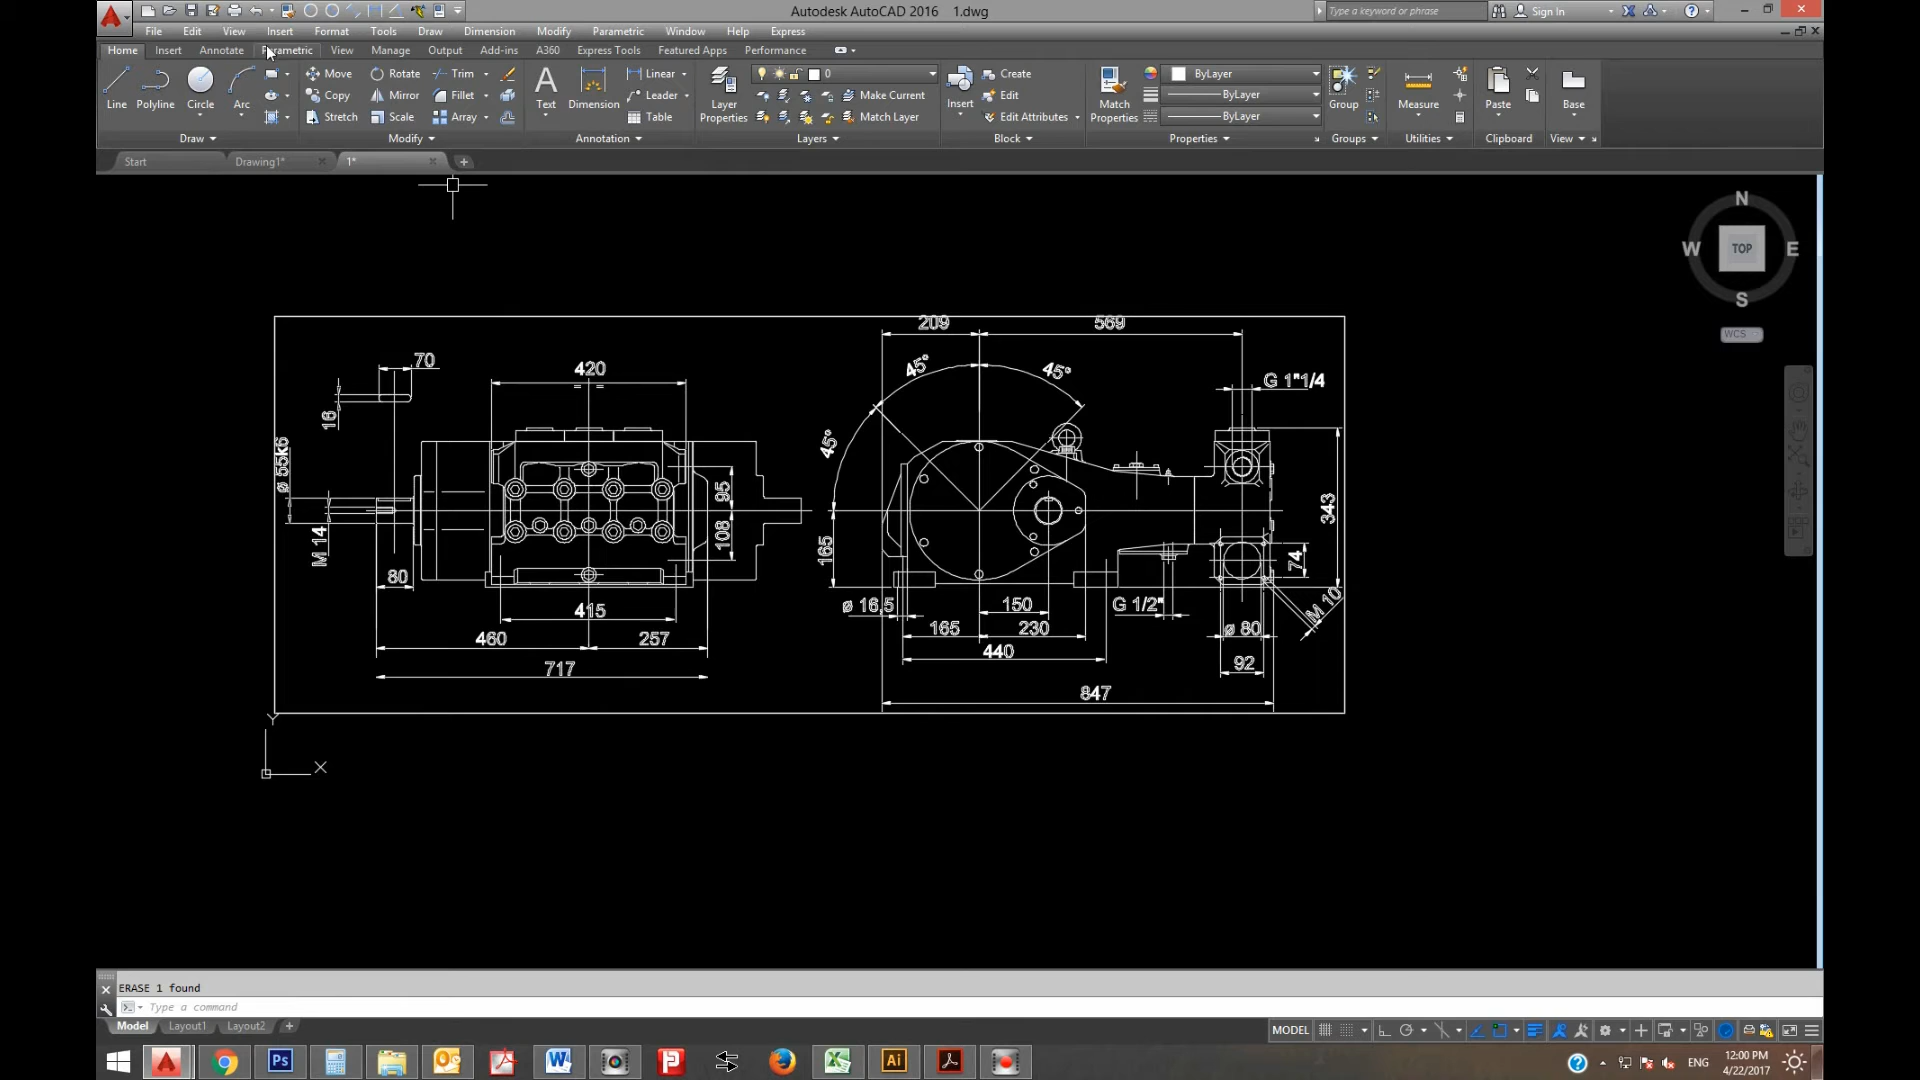 Autodesk AutoCAD 2016 1.dwg
Type a keyword or phrase
Sign In
File Edit View Insert Format Tools Draw Dimension Modify Parametric Window Help Express
Home Insert Annotate Parametric View Manage Output Add-ins A360 Express Tools Featured Apps Performance
Line Polyline Circle Arc
Move Rotate Trim
Copy Mirror Fillet
Stretch Scale Array
Text Dimension
Linear
Leader
Table
Layer Properties
0
Make Current
Match Layer
Insert
Create
Edit
Edit Attributes
Match Properties
ByLayer
ByLayer
ByLayer
Group
Measure
Paste
Base
Draw Modify Annotation Layers Block Properties Groups Utilities Clipboard View
Start Drawing1* 1*
N
W TOP E
S
WCS
209 569
70
420
45° 45°
G 1"1/4
16
45°
ø 55k6
95
343
M 14
108
165
74
80
415
ø 16,5
150
G 1/2"
M 10
460 257
165 230
ø 80
440
717
92
847
Y
X
ERASE 1 found
Type a command
Model Layout1 Layout2
MODEL
Ps
Ai
ENG
12:00 PM
4/22/2017